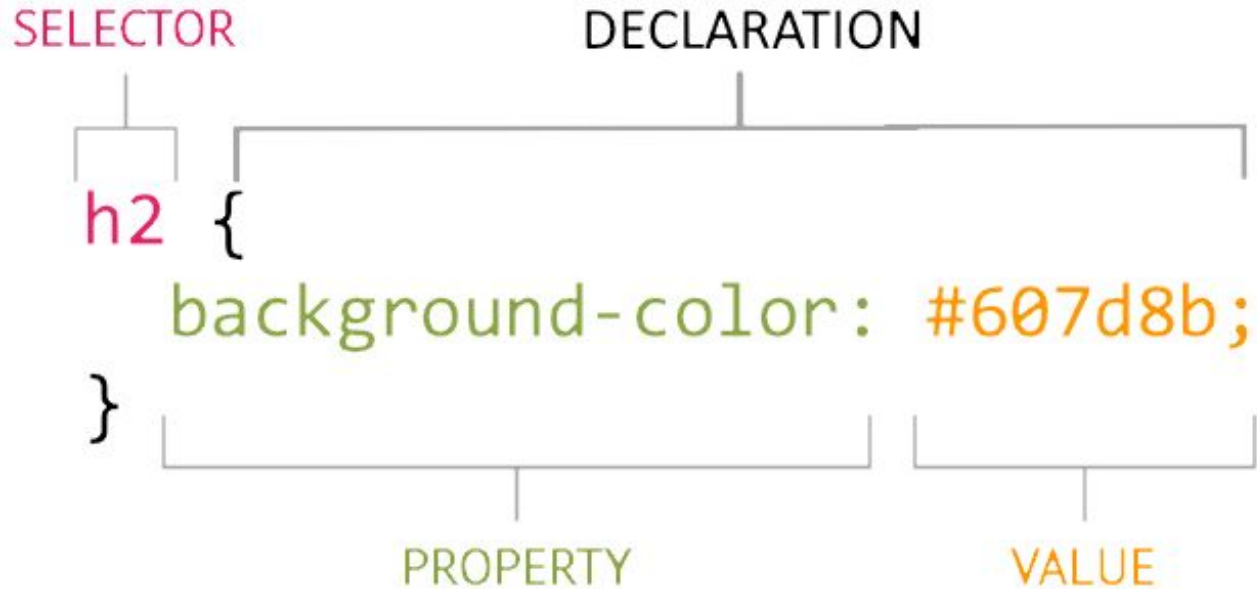 SELECTOR DECLARATION
h2 {
background-color: #607d8b;
}
PROPERTY VALUE